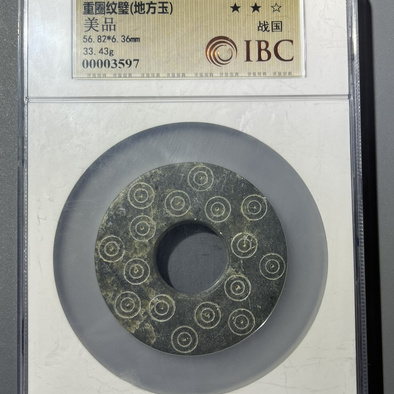 重圈纹璧(地方玉)
美品
56.82*6.36mm
33.43g
00003597
★ ★ ☆
战国
IBC